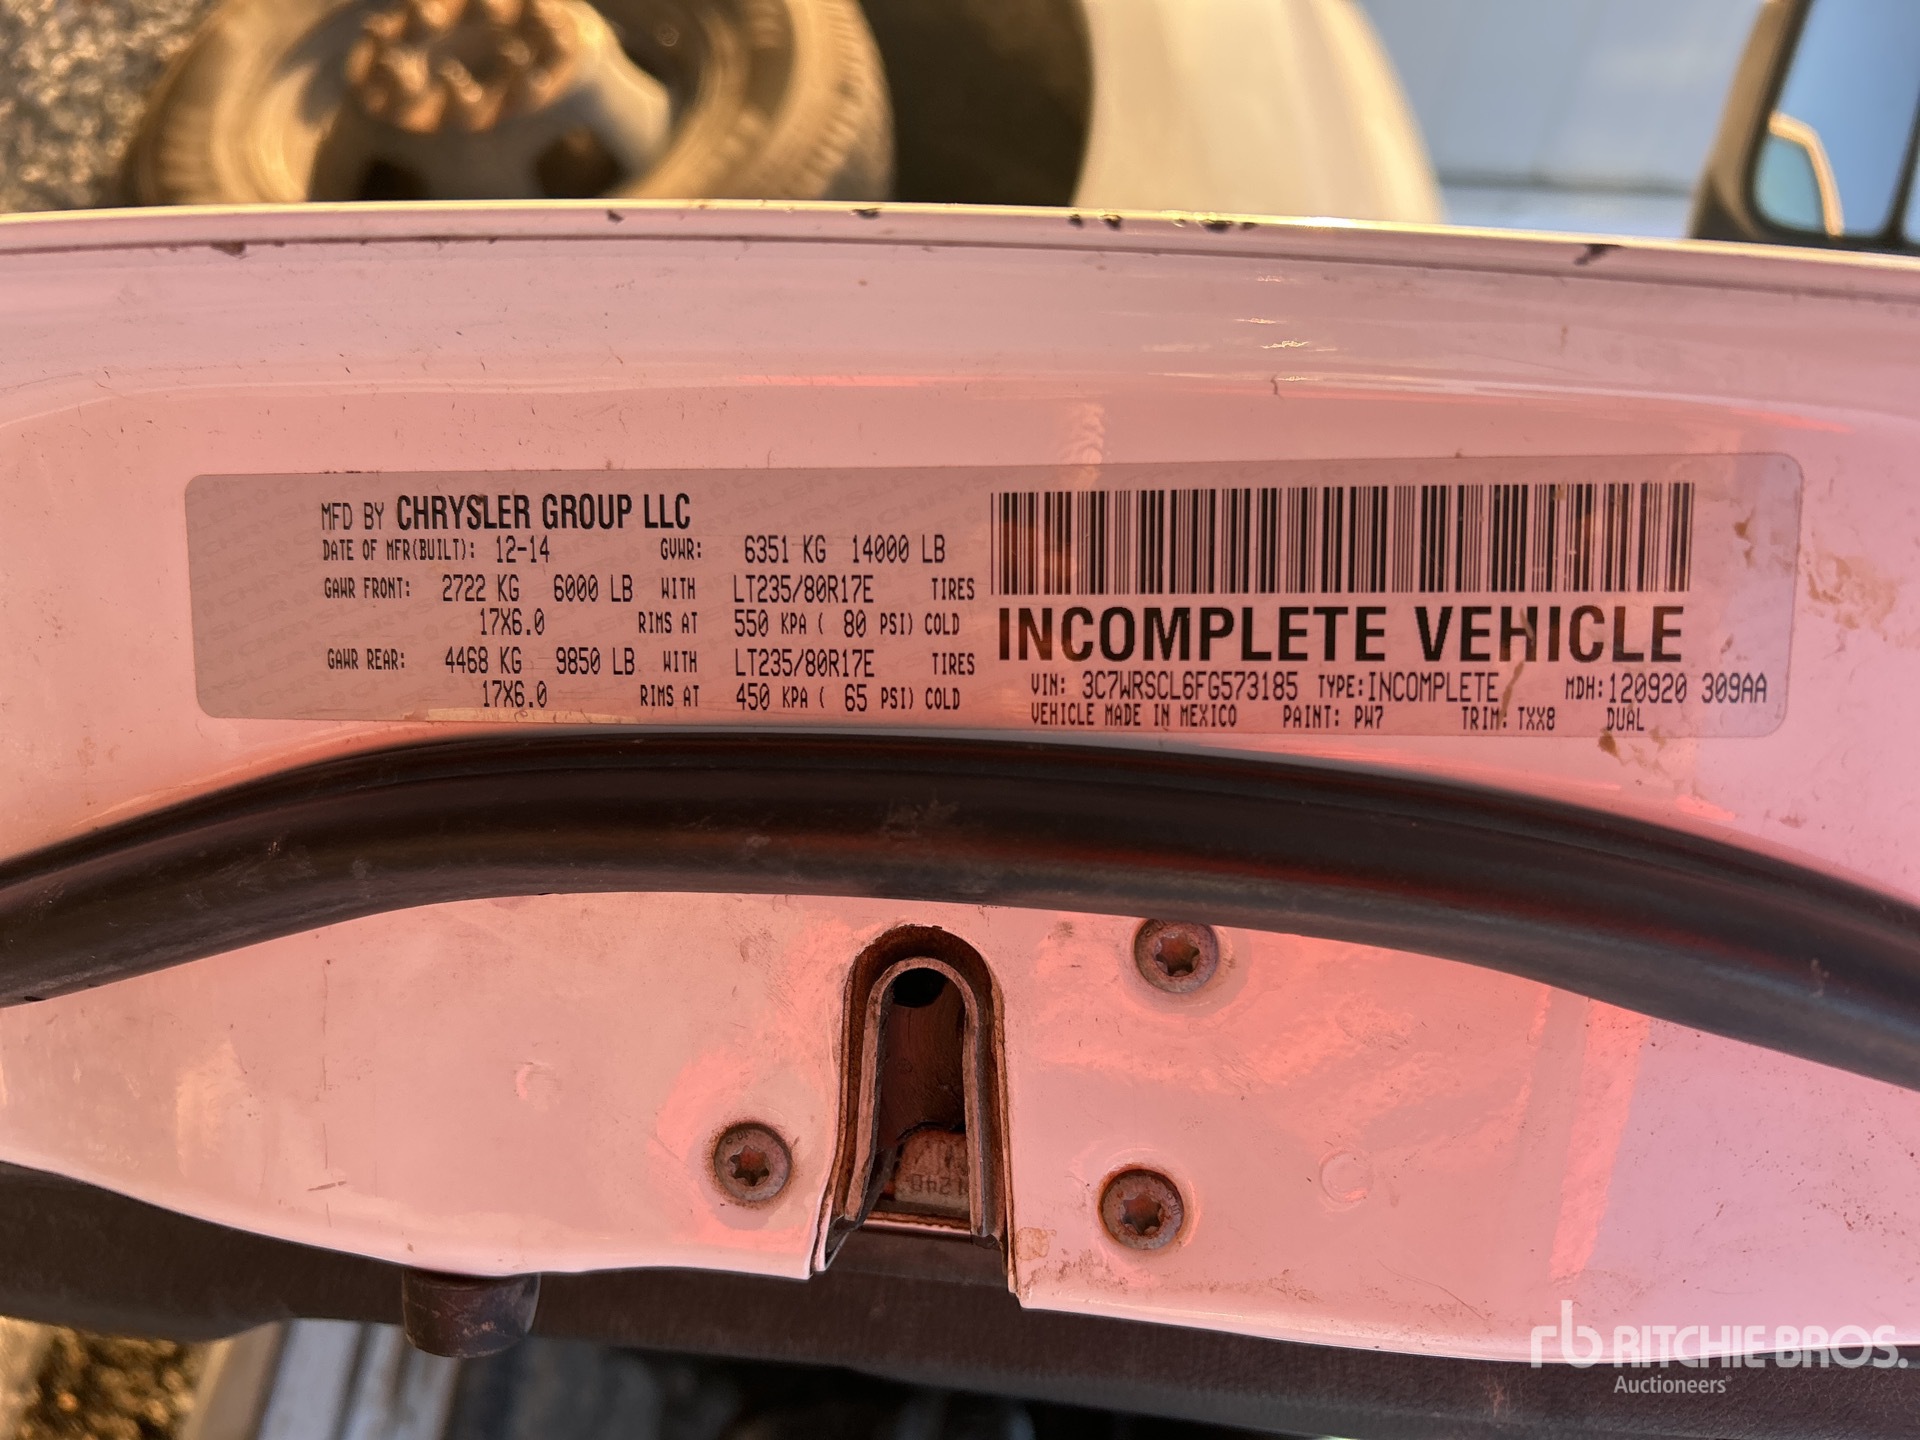 MFD BY CHRYSLER GROUP LLC
DATE OF MFR(BUILT): 12-14 GVWR: 6351 KG 14000 LB
GAWR FRONT: 2722 KG 6000 LB WITH LT235/80R17E TIRES
17X6.0 RIMS AT 550 KPA ( 80 PSI) COLD
GAWR REAR: 4468 KG 9850 LB WITH LT235/80R17E TIRES
17X6.0 RIMS AT 450 KPA ( 65 PSI) COLD
INCOMPLETE VEHICLE
VIN: 3C7WRSCL6FG573185 TYPE: INCOMPLETE MDH: 120920 309AA
VEHICLE MADE IN MEXICO PAINT: PW7 TRIM: TXX8 DUAL
rb RITCHIE BROS.
Auctioneers